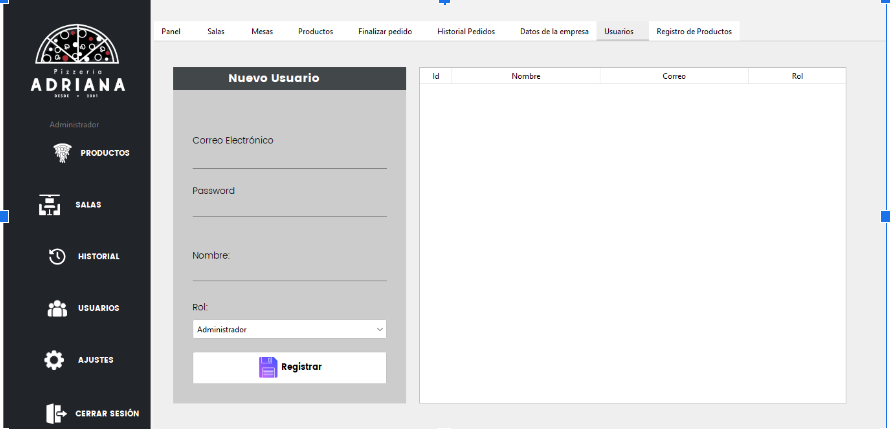 Pizzeria
ADRIANA
DESDE 2001
Administrador
PRODUCTOS
SALAS
HISTORIAL
USUARIOS
AJUSTES
CERRAR SESIÓN
Panel Salas Mesas Productos Finalizar pedido Historial Pedidos Datos de la empresa Usuarios Registro de Productos
Nuevo Usuario
Correo Electrónico
Password
Nombre:
Rol:
Administrador
Registrar
Id Nombre Correo Rol